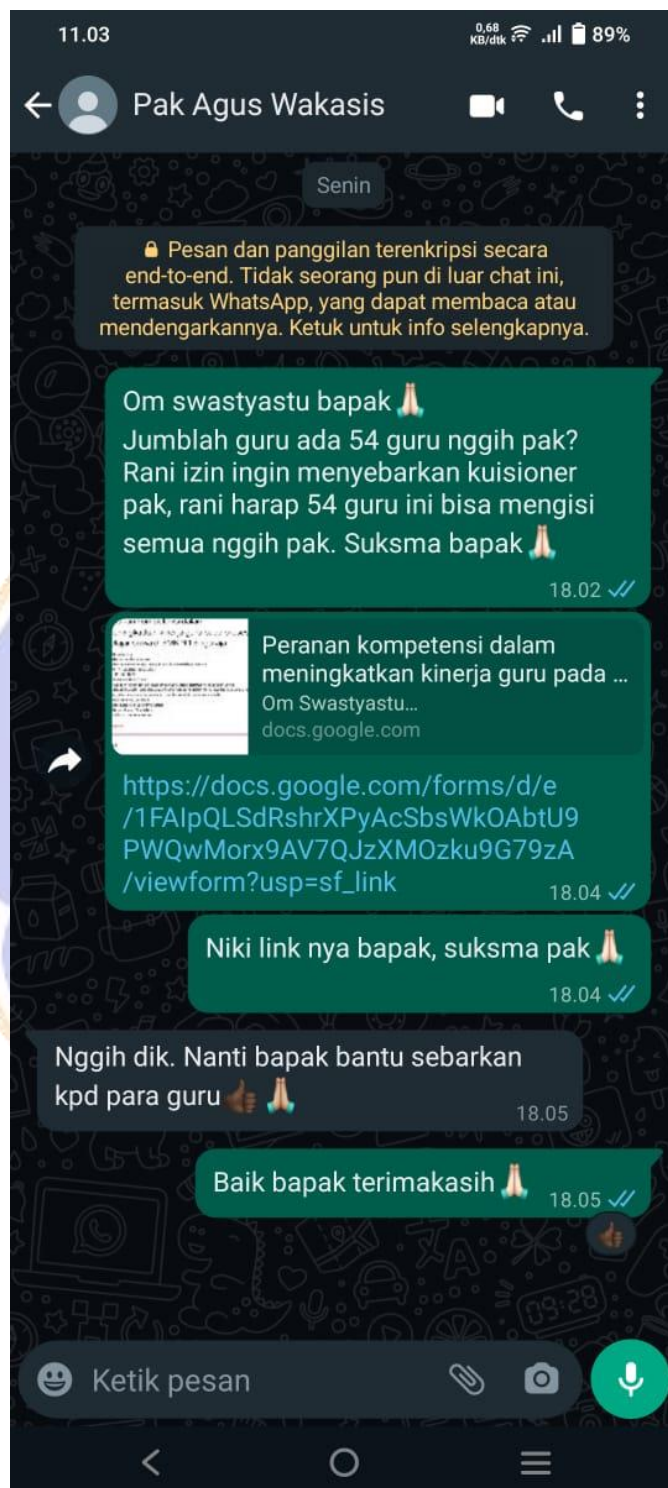 11.03
0,68
KB/dtk
89%
Pak Agus Wakasis
Senin
Pesan dan panggilan terenkripsi secara
end-to-end. Tidak seorang pun di luar chat ini,
termasuk WhatsApp, yang dapat membaca atau
mendengarkannya. Ketuk untuk info selengkapnya.
Om swastyastu bapak🙏🏻
Jumblah guru ada 54 guru nggih pak?
Rani izin ingin menyebarkan kuisioner
pak, rani harap 54 guru ini bisa mengisi
semua nggih pak. Suksma bapak🙏🏻
18.02
Peranan kompetensi dalam
meningkatkan kinerja guru pada ...
Om Swastyastu...
docs.google.com
https://docs.google.com/forms/d/e
/1FAIpQLSdRshrXPyAcSbsWkOAbtU9
PWQwMorx9AV7QJzXMOzku9G79zA
/viewform?usp=sf_link
18.04
Niki link nya bapak, suksma pak🙏🏻
18.04
Nggih dik. Nanti bapak bantu sebarkan
kpd para guru👍🏿🙏🏻
18.05
Baik bapak terimakasih🙏🏻
18.05
Ketik pesan